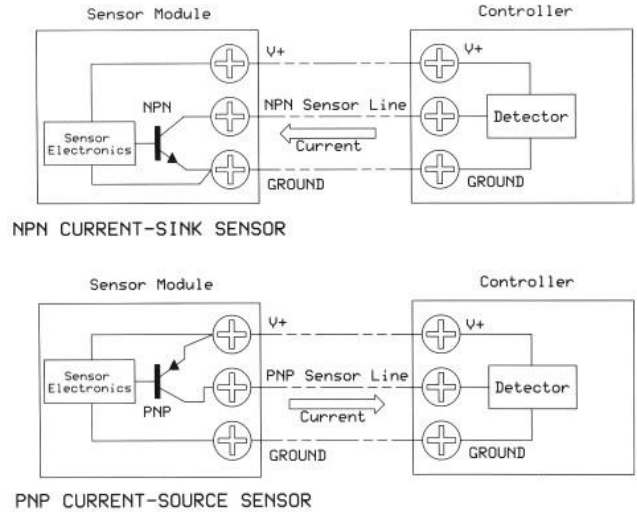 Sensor Module
Controller
V+
V+
NPN
NPN Sensor Line
Sensor
Electronics
Detector
Current
GROUND
GROUND
NPN CURRENT-SINK SENSOR
Sensor Module
Controller
V+
V+
Sensor
Electronics
PNP Sensor Line
Detector
PNP
Current
GROUND
GROUND
PNP CURRENT-SOURCE SENSOR